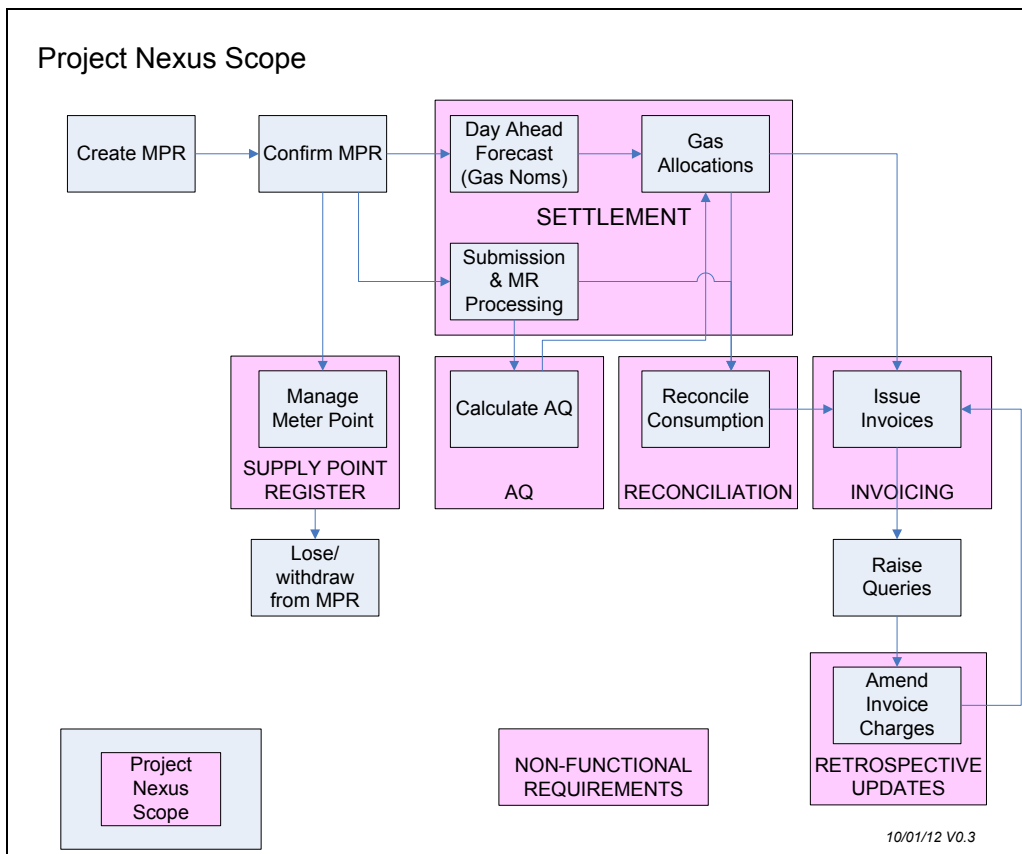 Project Nexus Scope
Create MPR
Confirm MPR
Day Ahead
Forecast
(Gas Noms)
Gas
Allocations
SETTLEMENT
Submission
& MR
Processing
Manage
Meter Point
SUPPLY POINT
REGISTER
Calculate AQ
AQ
Reconcile
Consumption
RECONCILIATION
Issue
Invoices
INVOICING
Lose/
withdraw
from MPR
Raise
Queries
Amend
Invoice
Charges
RETROSPECTIVE
UPDATES
Project
Nexus
Scope
NON-FUNCTIONAL
REQUIREMENTS
10/01/12 V0.3